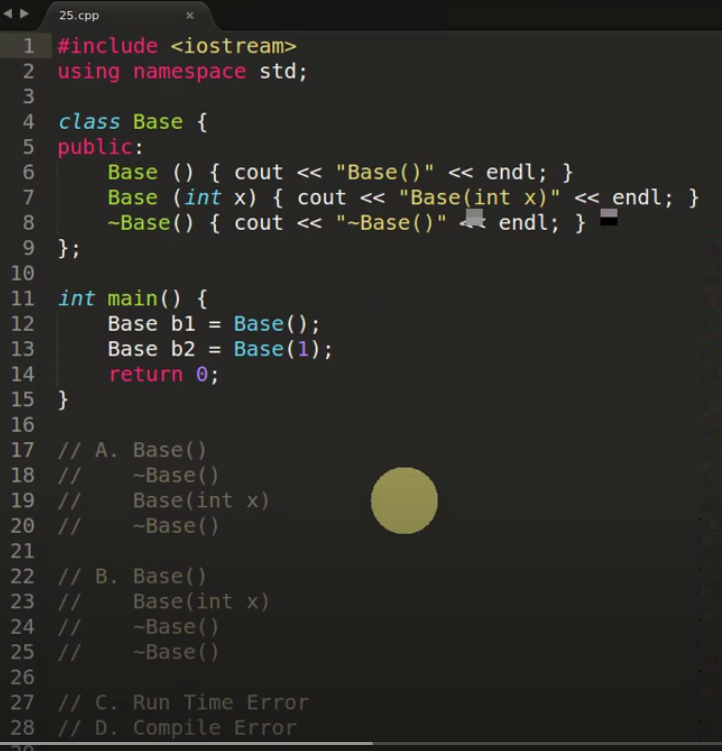 25.cpp ×
1 #include <iostream>
2 using namespace std;
3
4 class Base {
5 public:
6 Base () { cout << "Base()" << endl; }
7 Base (int x) { cout << "Base(int x)" << endl; }
8 ~Base() { cout << "~Base()" << endl; }
9 };
10
11 int main() {
12 Base b1 = Base();
13 Base b2 = Base(1);
14 return 0;
15 }
16
17 // A. Base()
18 // ~Base()
19 // Base(int x)
20 // ~Base()
21
22 // B. Base()
23 // Base(int x)
24 // ~Base()
25 // ~Base()
26
27 // C. Run Time Error
28 // D. Compile Error
29